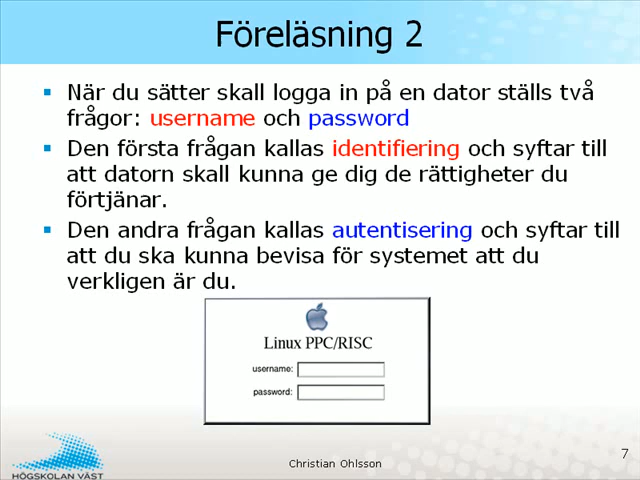 Föreläsning 2
När du sätter skall logga in på en dator ställs två
frågor: username och password
Den första frågan kallas identifiering och syftar till
att datorn skall kunna ge dig de rättigheter du
förtjänar.
Den andra frågan kallas autentisering och syftar till
att du ska kunna bevisa för systemet att du
verkligen är du.
Linux PPC/RISC
username:
password:
7
Christian Ohlsson
HÖGSKOLAN VÄST